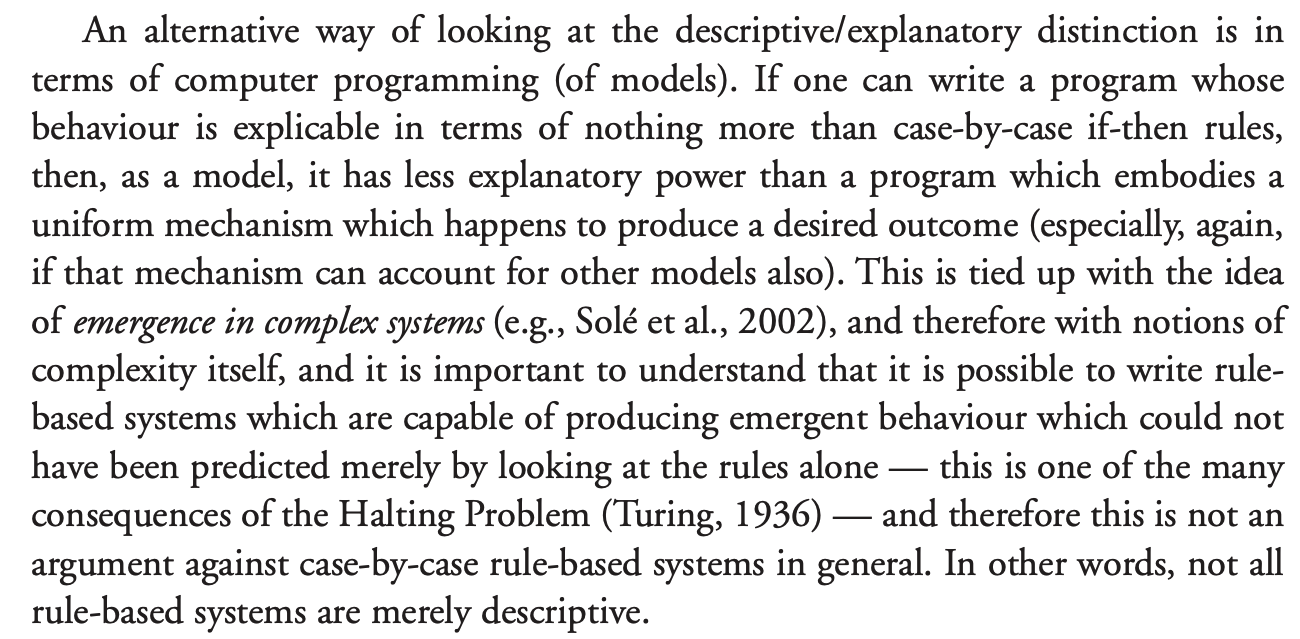 An alternative way of looking at the descriptive/explanatory distinction is in
terms of computer programming (of models). If one can write a program whose
behaviour is explicable in terms of nothing more than case-by-case if-then rules,
then, as a model, it has less explanatory power than a program which embodies a
uniform mechanism which happens to produce a desired outcome (especially, again,
if that mechanism can account for other models also). This is tied up with the idea
of emergence in complex systems (e.g., Solé et al., 2002), and therefore with notions of
complexity itself, and it is important to understand that it is possible to write rule-
based systems which are capable of producing emergent behaviour which could not
have been predicted merely by looking at the rules alone — this is one of the many
consequences of the Halting Problem (Turing, 1936) — and therefore this is not an
argument against case-by-case rule-based systems in general. In other words, not all
rule-based systems are merely descriptive.